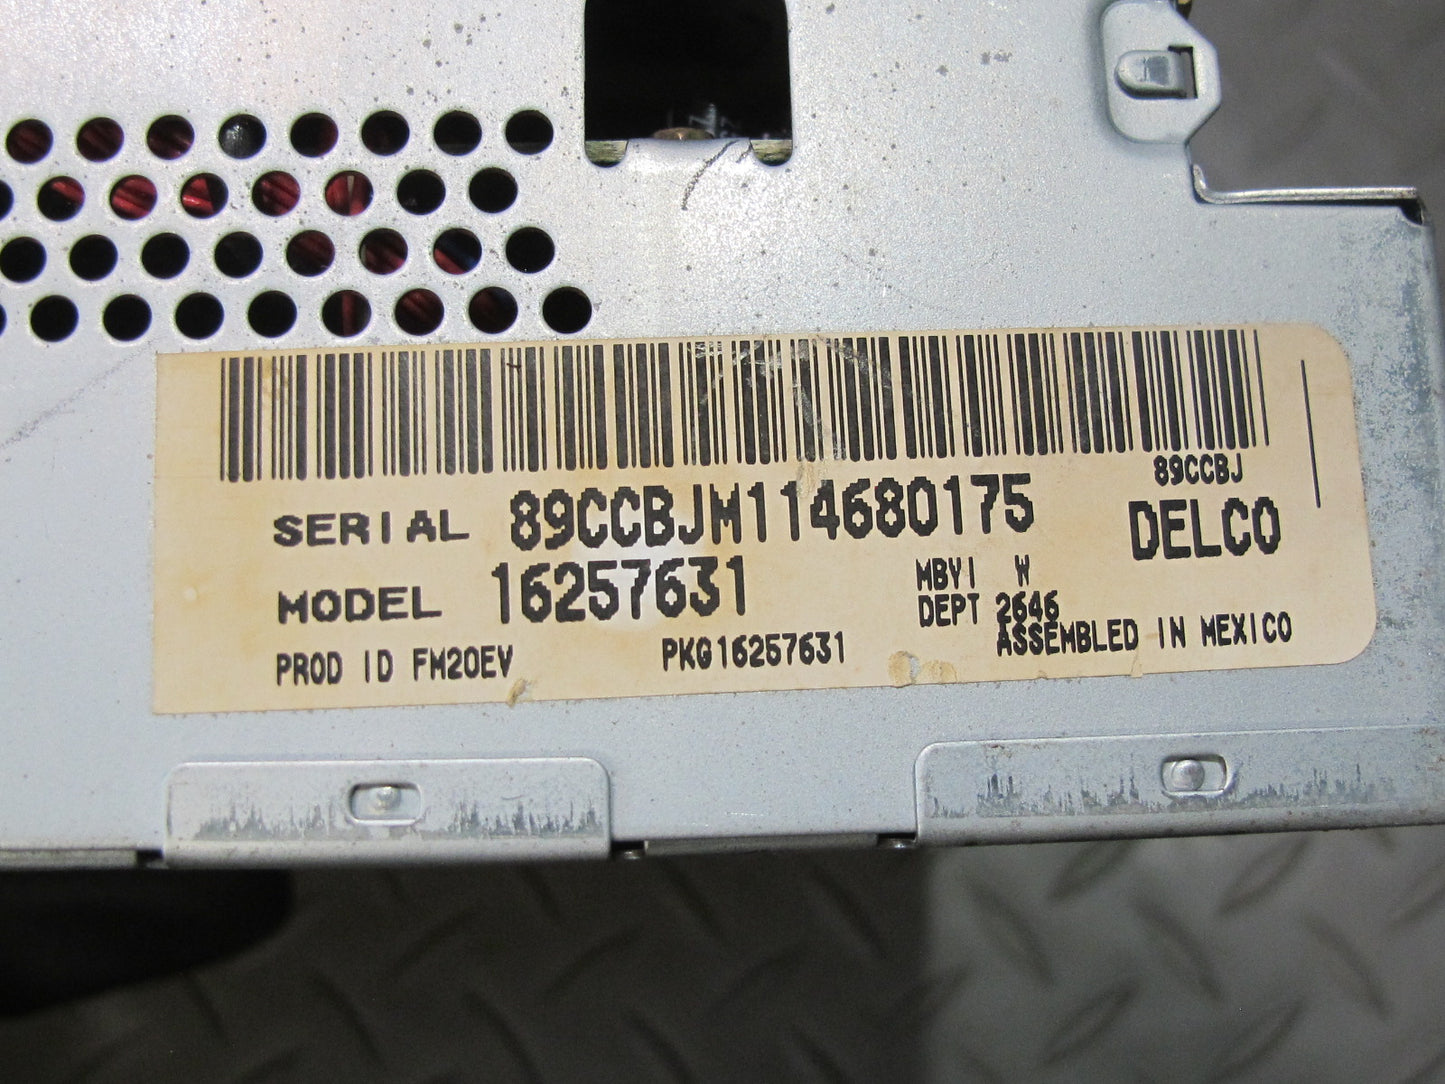 89CCBJ
SERIAL 89CCBJM114680175
DELCO
MODEL 16257631
MBYI W
DEPT 2646
PROD ID FM20EV PKG16257631 ASSEMBLED IN MEXICO